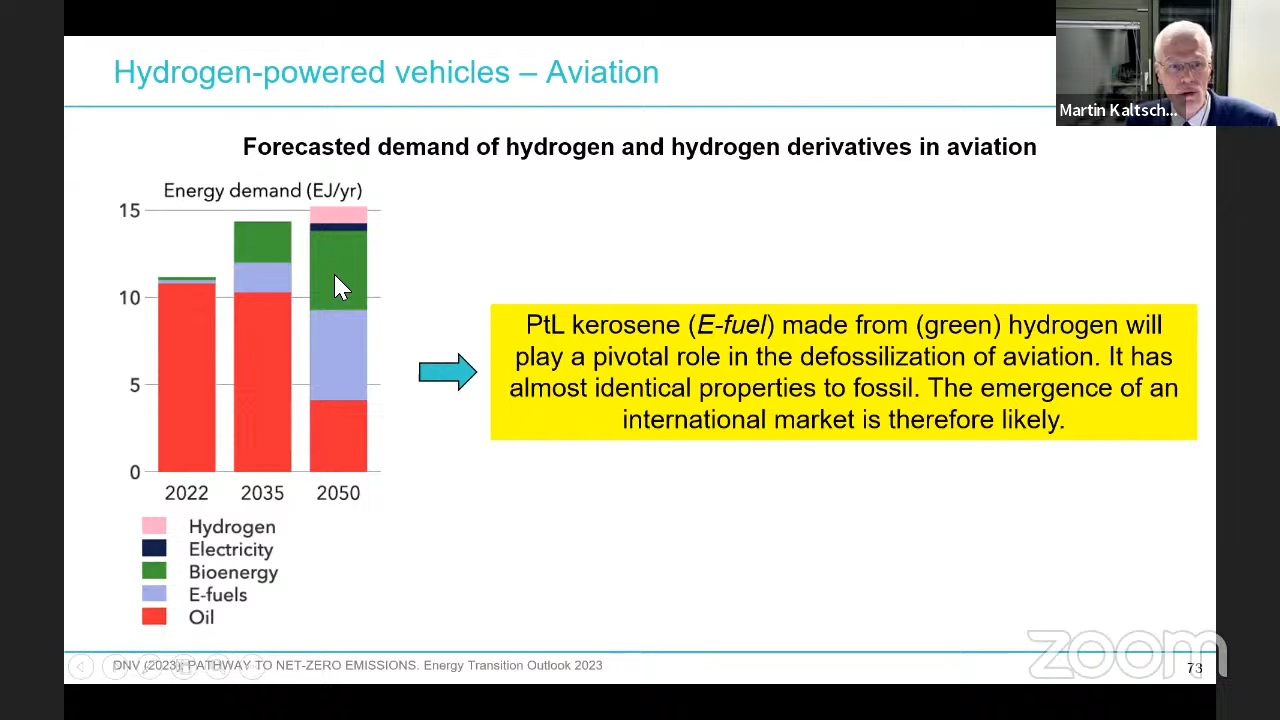 Hydrogen-powered vehicles – Aviation
Martin Kaltsch...
Forecasted demand of hydrogen and hydrogen derivatives in aviation
Energy demand (EJ/yr)
15
10
5
0
2022 2035 2050
Hydrogen
Electricity
Bioenergy
E-fuels
Oil
PtL kerosene (E-fuel) made from (green) hydrogen will
play a pivotal role in the defossilization of aviation. It has
almost identical properties to fossil. The emergence of an
international market is therefore likely.
DNV (2023): PATHWAY TO NET-ZERO EMISSIONS. Energy Transition Outlook 2023
zoom
73